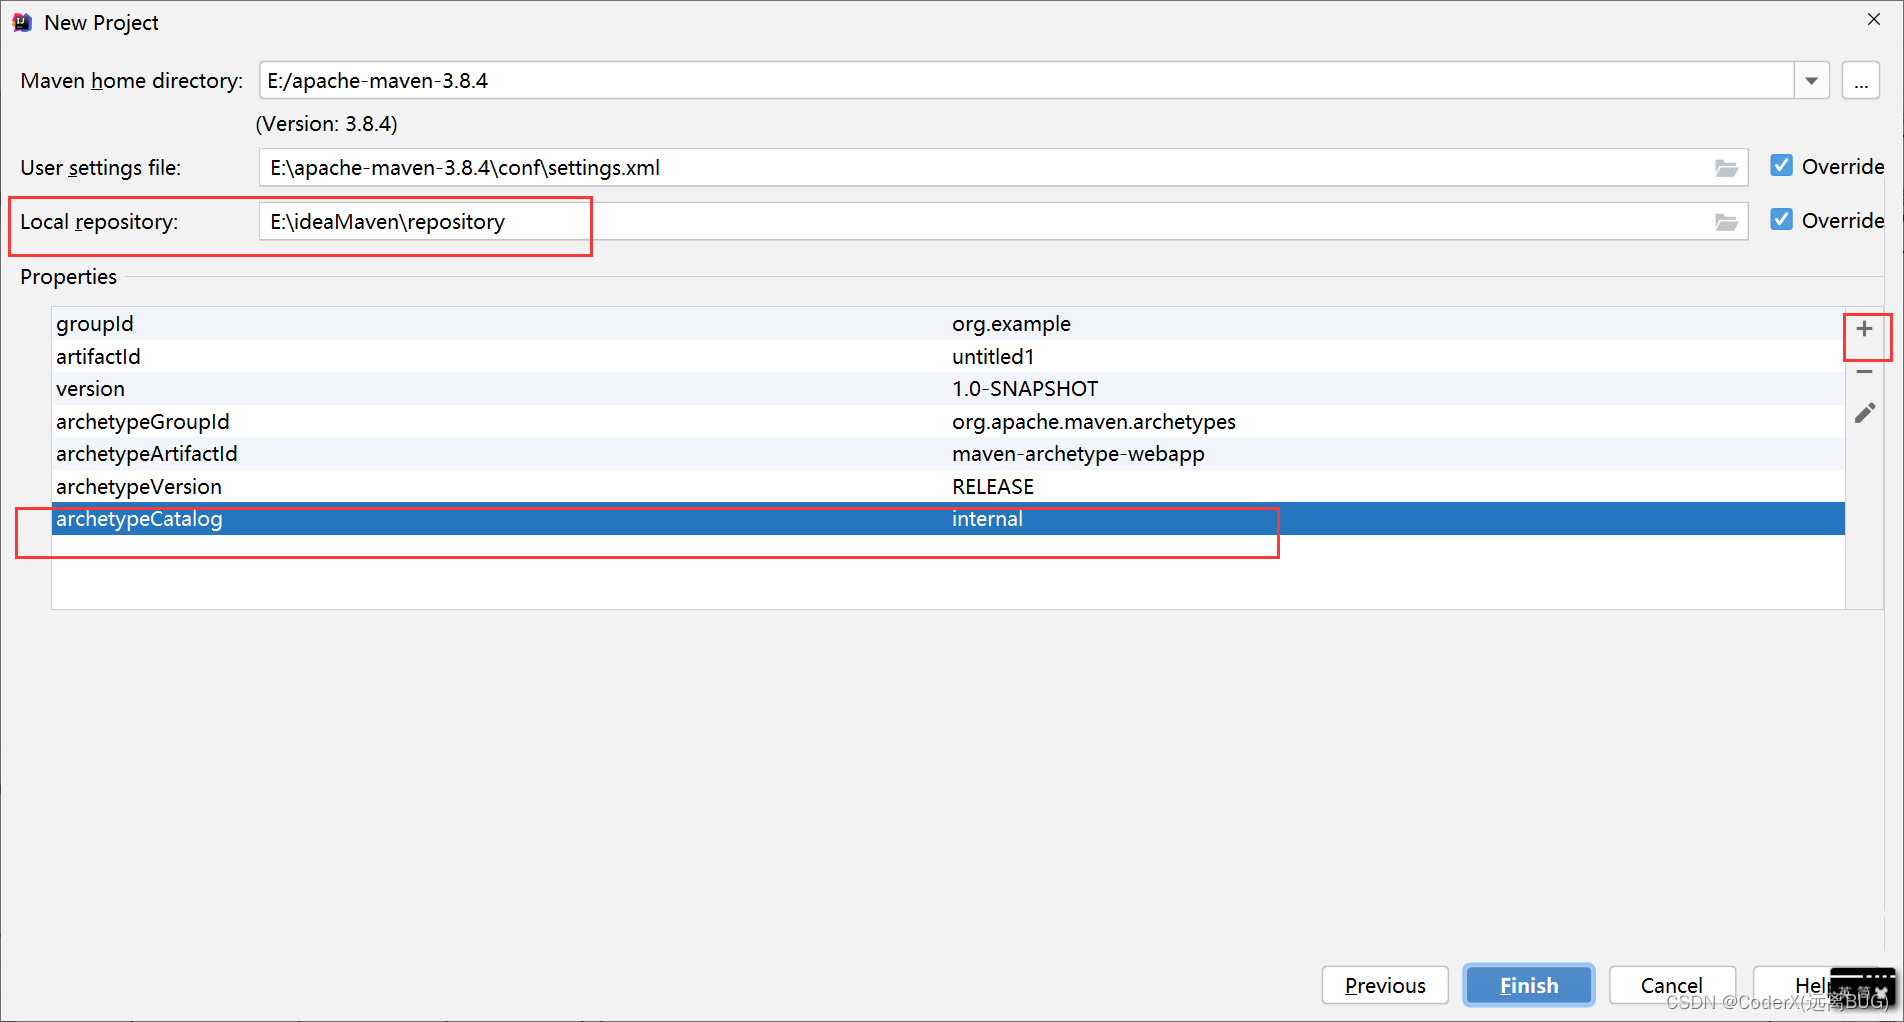 New Project
Maven home directory: E:/apache-maven-3.8.4 ...
(Version: 3.8.4)
User settings file: E:\apache-maven-3.8.4\conf\settings.xml Override
Local repository: E:\ideaMaven\repository Override
Properties
groupId org.example
artifactId untitled1
version 1.0-SNAPSHOT
archetypeGroupId org.apache.maven.archetypes
archetypeArtifactId maven-archetype-webapp
archetypeVersion RELEASE
archetypeCatalog internal
Previous Finish Cancel Help
英 简
CSDN @CoderX(远离BUG)